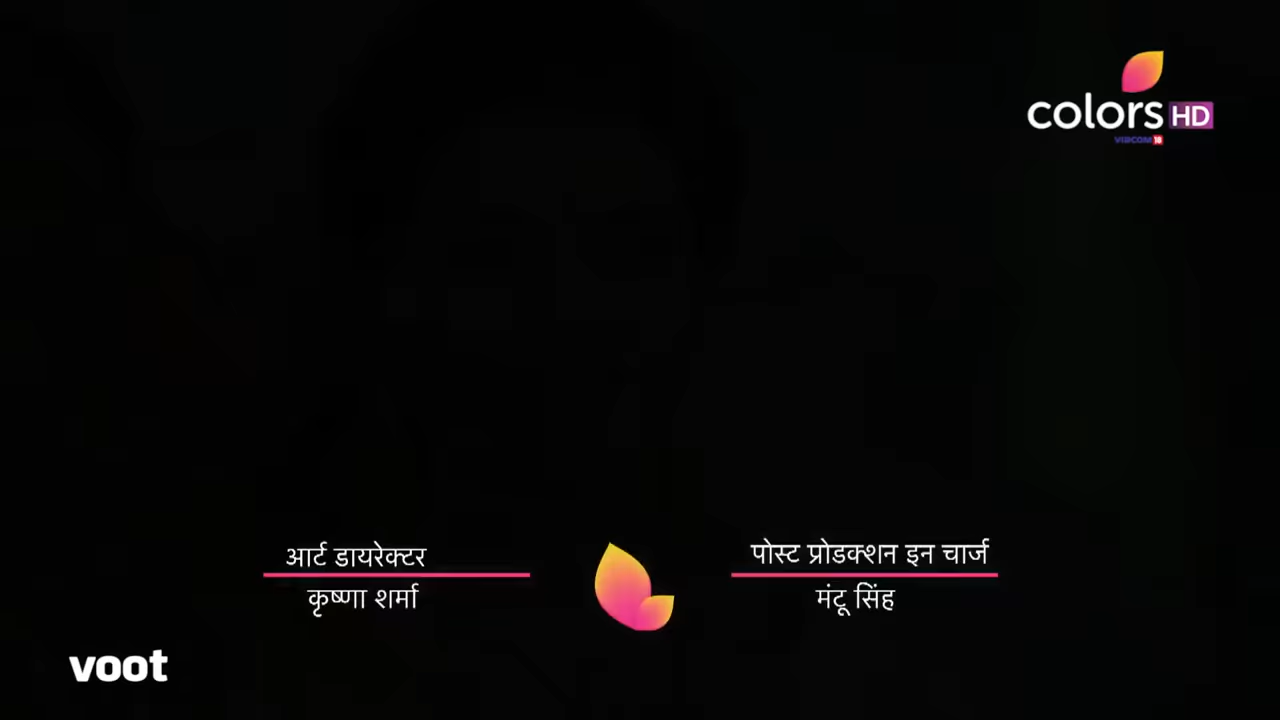 colors HD
VIACOM 18
आर्ट डायरेक्टर
कृष्णा शर्मा
पोस्ट प्रोडक्शन इन चार्ज
मंटू सिंह
voot